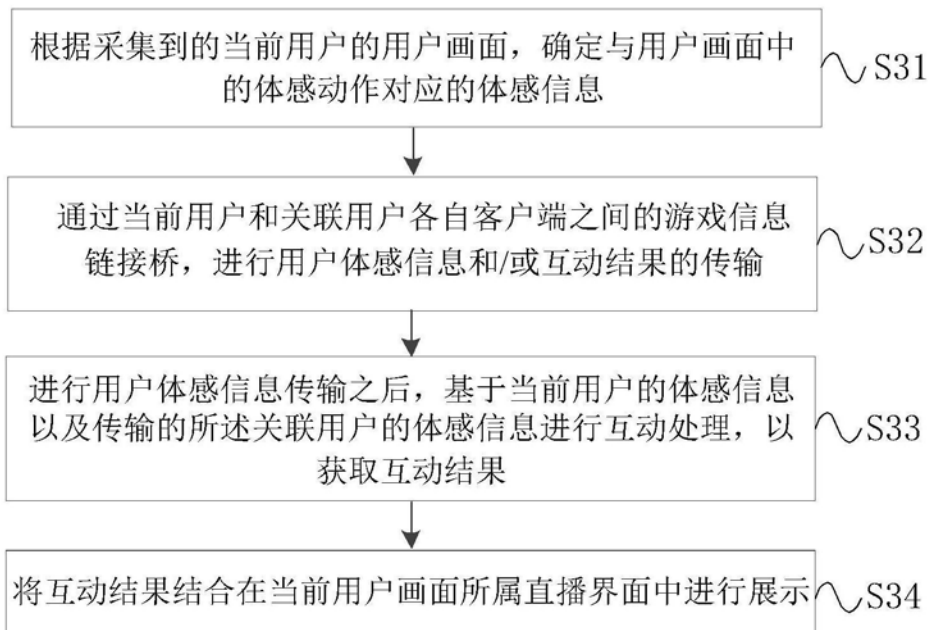 根据采集到的当前用户的用户画面，确定与用户画面中
的体感动作对应的体感信息
S31
通过当前用户和关联用户各自客户端之间的游戏信息
链接桥，进行用户体感信息和/或互动结果的传输
S32
进行用户体感信息传输之后，基于当前用户的体感信息
以及传输的所述关联用户的体感信息进行互动处理，以
获取互动结果
S33
将互动结果结合在当前用户画面所属直播界面中进行展示
S34